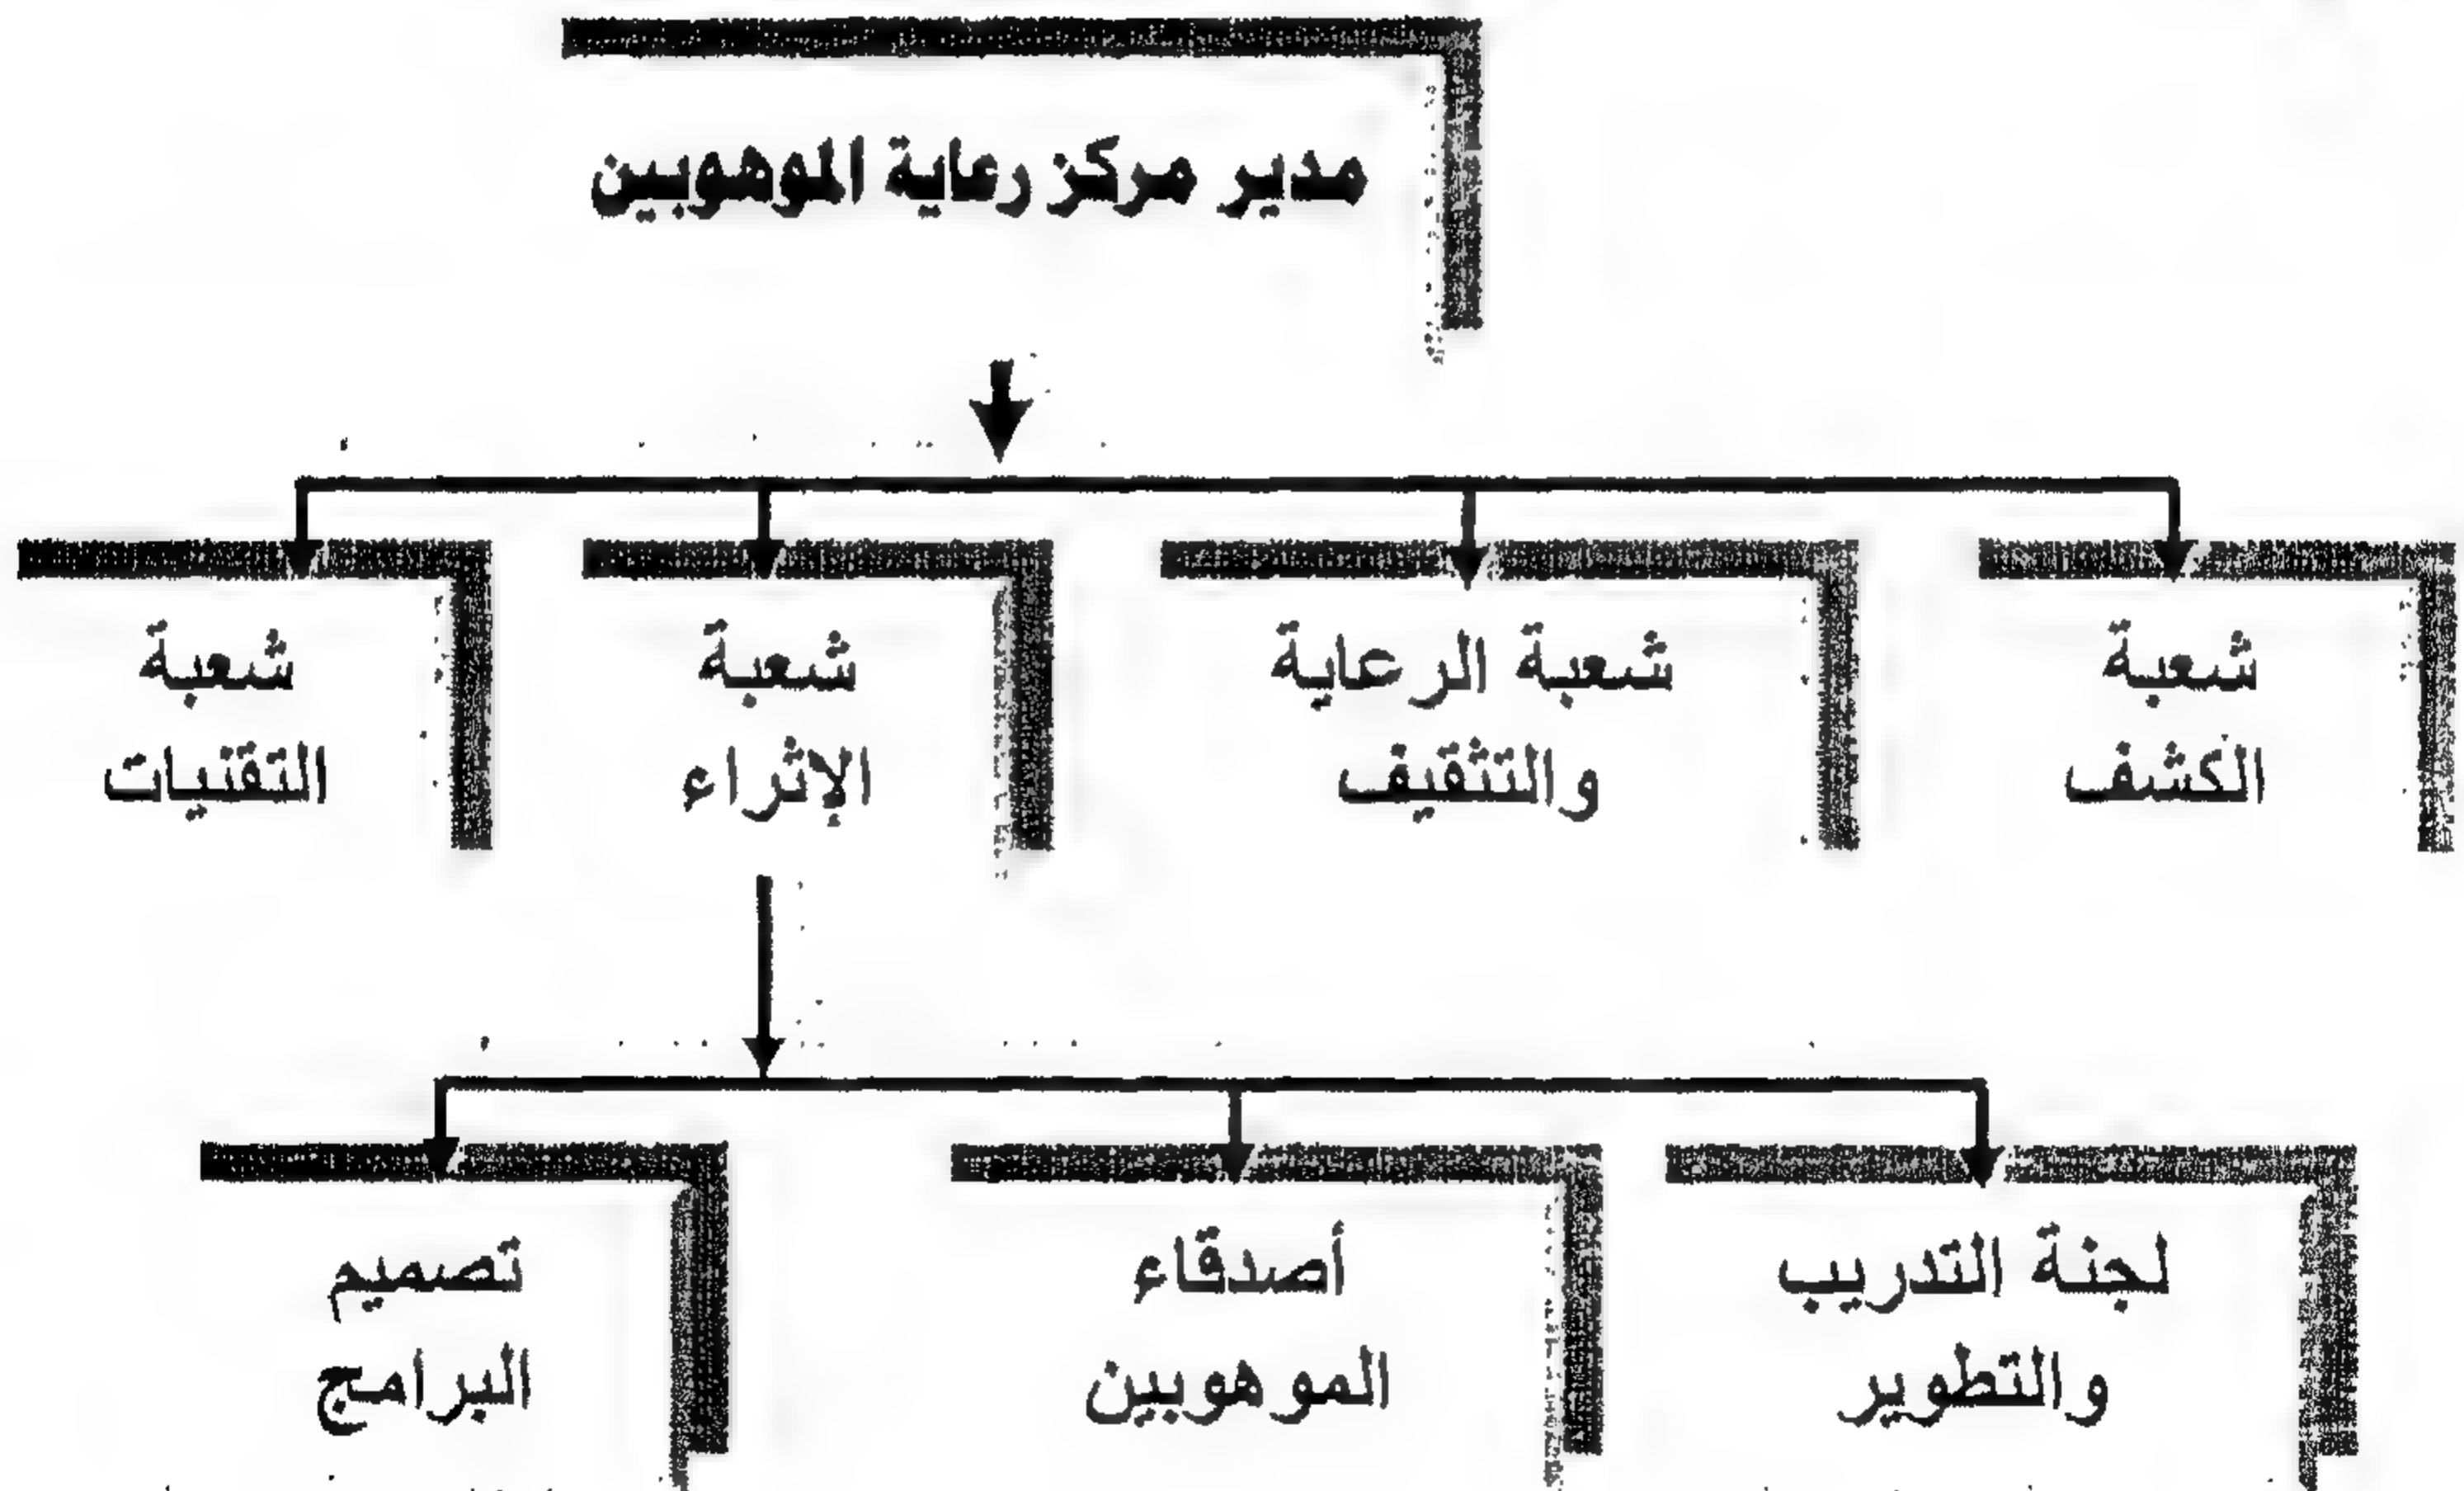 مدير مركز رعاية الموهوبين
شعبة
الكشف
شعبة الرعاية
والتثقيف
شعبة
الإثراء
شعبة
التقنيات
لجنة التدريب
والتطوير
أصدقاء
الموهوبين
تصميم
البرامج